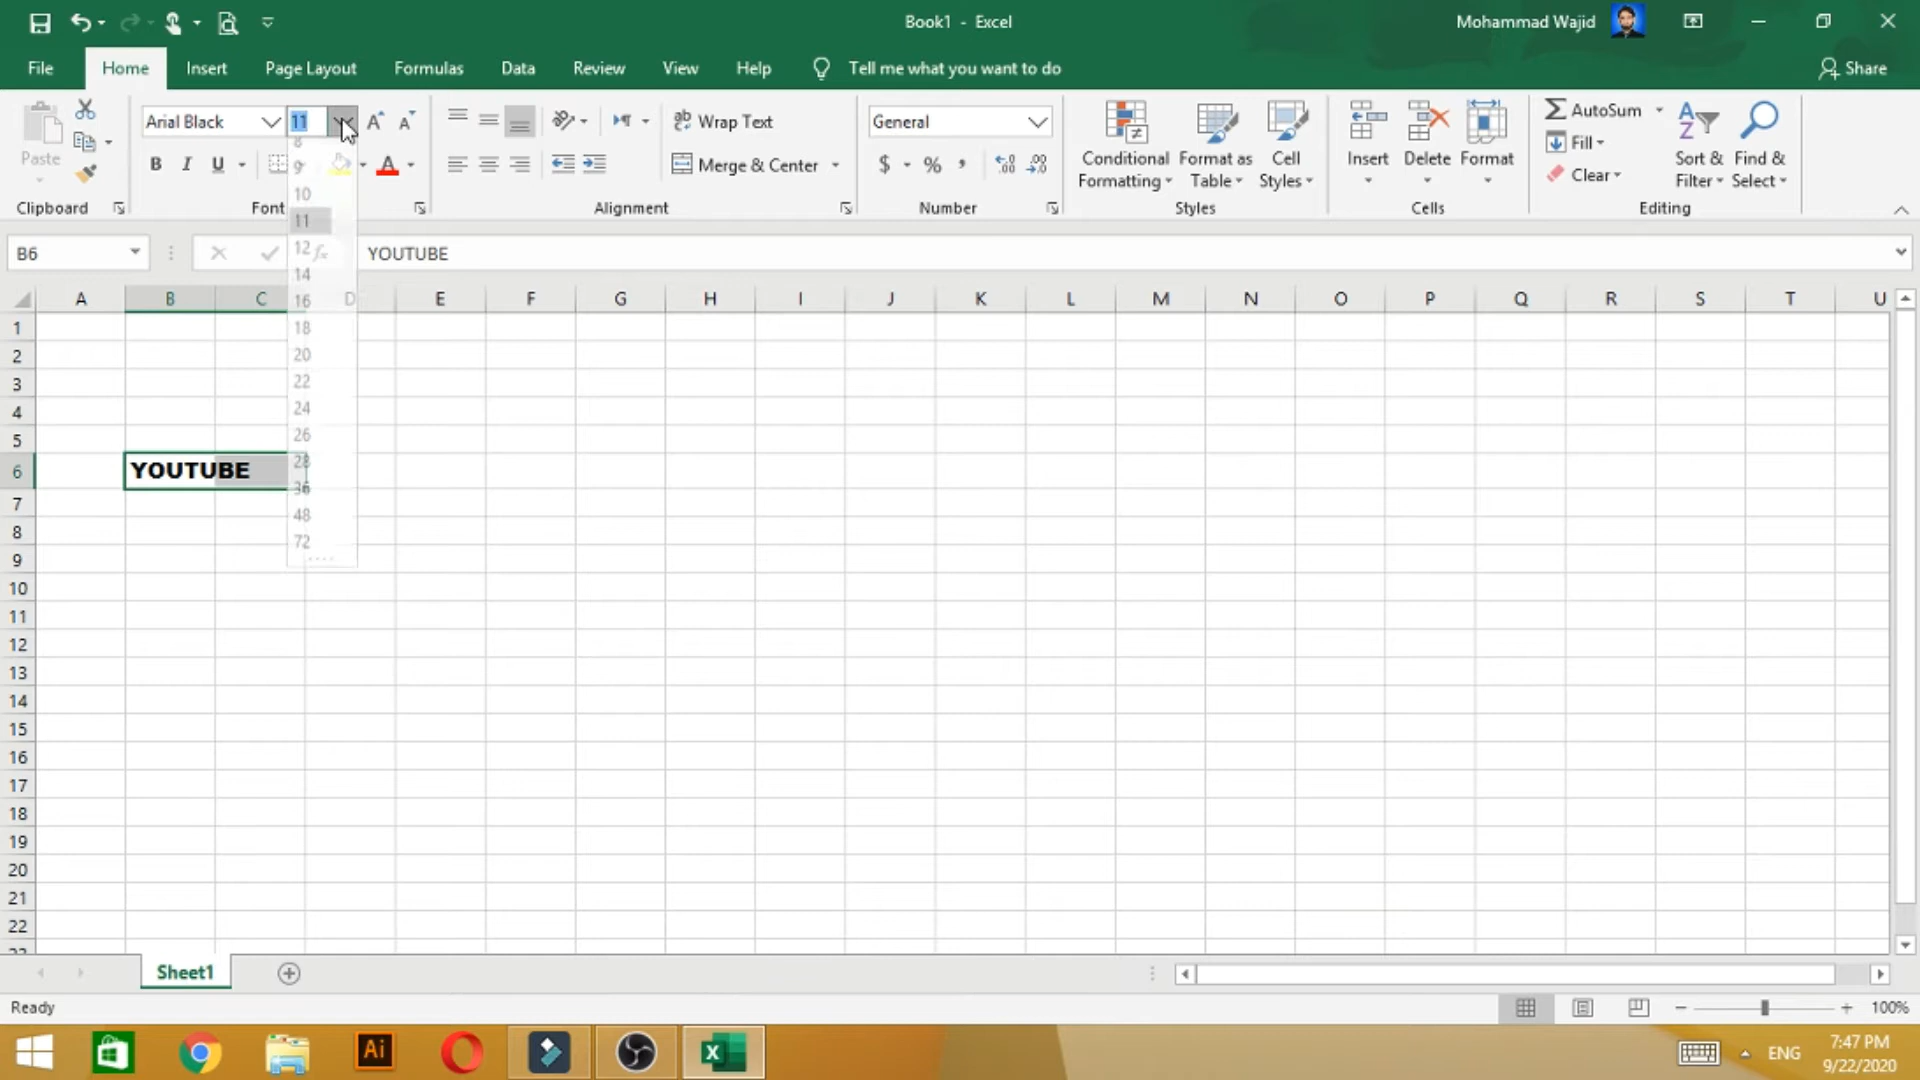 Book1 - Excel
Mohammad Wajid
File
Home
Insert
Page Layout
Formulas
Data
Review
View
Help
Tell me what you want to do
Share
Paste
Arial Black
11
Wrap Text
General
AutoSum
Fill
Clear
B I U
A
Merge & Center
$ % ,
Conditional Formatting
Format as Table
Cell Styles
Insert
Delete
Format
Sort & Filter
Find & Select
Clipboard
Font
Alignment
Number
Styles
Cells
Editing
B6
fx
YOUTUBE
8
9
10
11
12
14
16
18
20
22
24
26
28
36
48
72
A B C D E F G H I J K L M N O P Q R S T U
1
2
3
4
5
6 YOUTUBE
7
8
9
10
11
12
13
14
15
16
17
18
19
20
21
22
Sheet1
Ready
100%
Ai
ENG
7:47 PM
9/22/2020